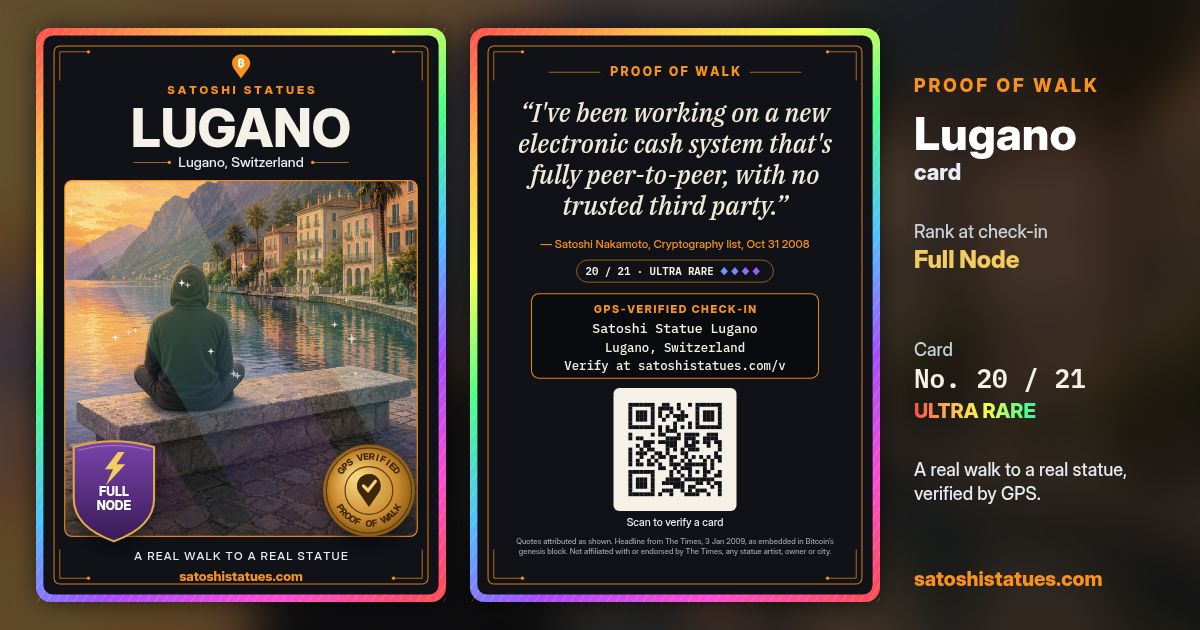 ₿
SATOSHI STATUES
LUGANO
Lugano, Switzerland
FULL
NODE
GPS VERIFIED
PROOF OF WALK
A REAL WALK TO A REAL STATUE
satoshistatues.com
PROOF OF WALK
“I've been working on a new
electronic cash system that's
fully peer-to-peer, with no
trusted third party.”
— Satoshi Nakamoto, Cryptography list, Oct 31 2008
20 / 21 · ULTRA RARE
GPS-VERIFIED CHECK-IN
Satoshi Statue Lugano
Lugano, Switzerland
Verify at satoshistatues.com/v
Scan to verify a card
Quotes attributed as shown. Headline from The Times, 3 Jan 2009, as embedded in Bitcoin's
genesis block. Not affiliated with or endorsed by The Times, any statue artist, owner or city.
PROOF OF WALK
Lugano
card
Rank at check-in
Full Node
Card
No. 20 / 21
ULTRA RARE
A real walk to a real statue,
verified by GPS.
satoshistatues.com